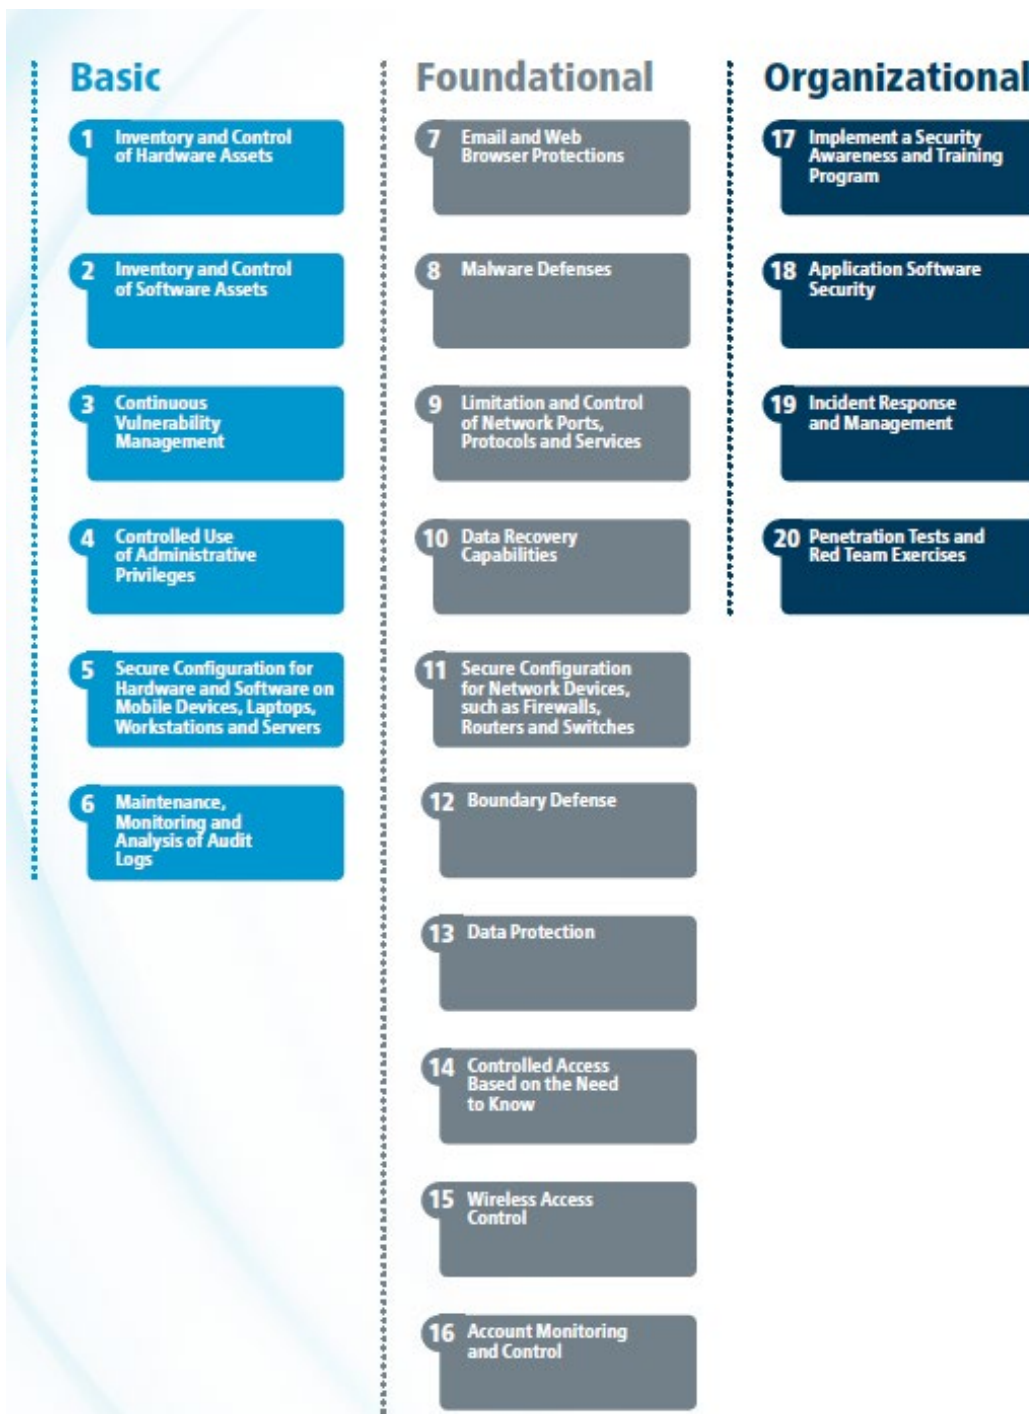 Basic
1 Inventory and Control
of Hardware Assets
2 Inventory and Control
of Software Assets
3 Continuous
Vulnerability
Management
4 Controlled Use
of Administrative
Privileges
5 Secure Configuration for
Hardware and Software on
Mobile Devices, Laptops,
Workstations and Servers
6 Maintenance,
Monitoring and
Analysis of Audit
Logs
Foundational
7 Email and Web
Browser Protections
8 Malware Defenses
9 Limitation and Control
of Network Ports,
Protocols and Services
10 Data Recovery
Capabilities
11 Secure Configuration
for Network Devices,
such as Firewalls,
Routers and Switches
12 Boundary Defense
13 Data Protection
14 Controlled Access
Based on the Need
to Know
15 Wireless Access
Control
16 Account Monitoring
and Control
Organizational
17 Implement a Security
Awareness and Training
Program
18 Application Software
Security
19 Incident Response
and Management
20 Penetration Tests and
Red Team Exercises